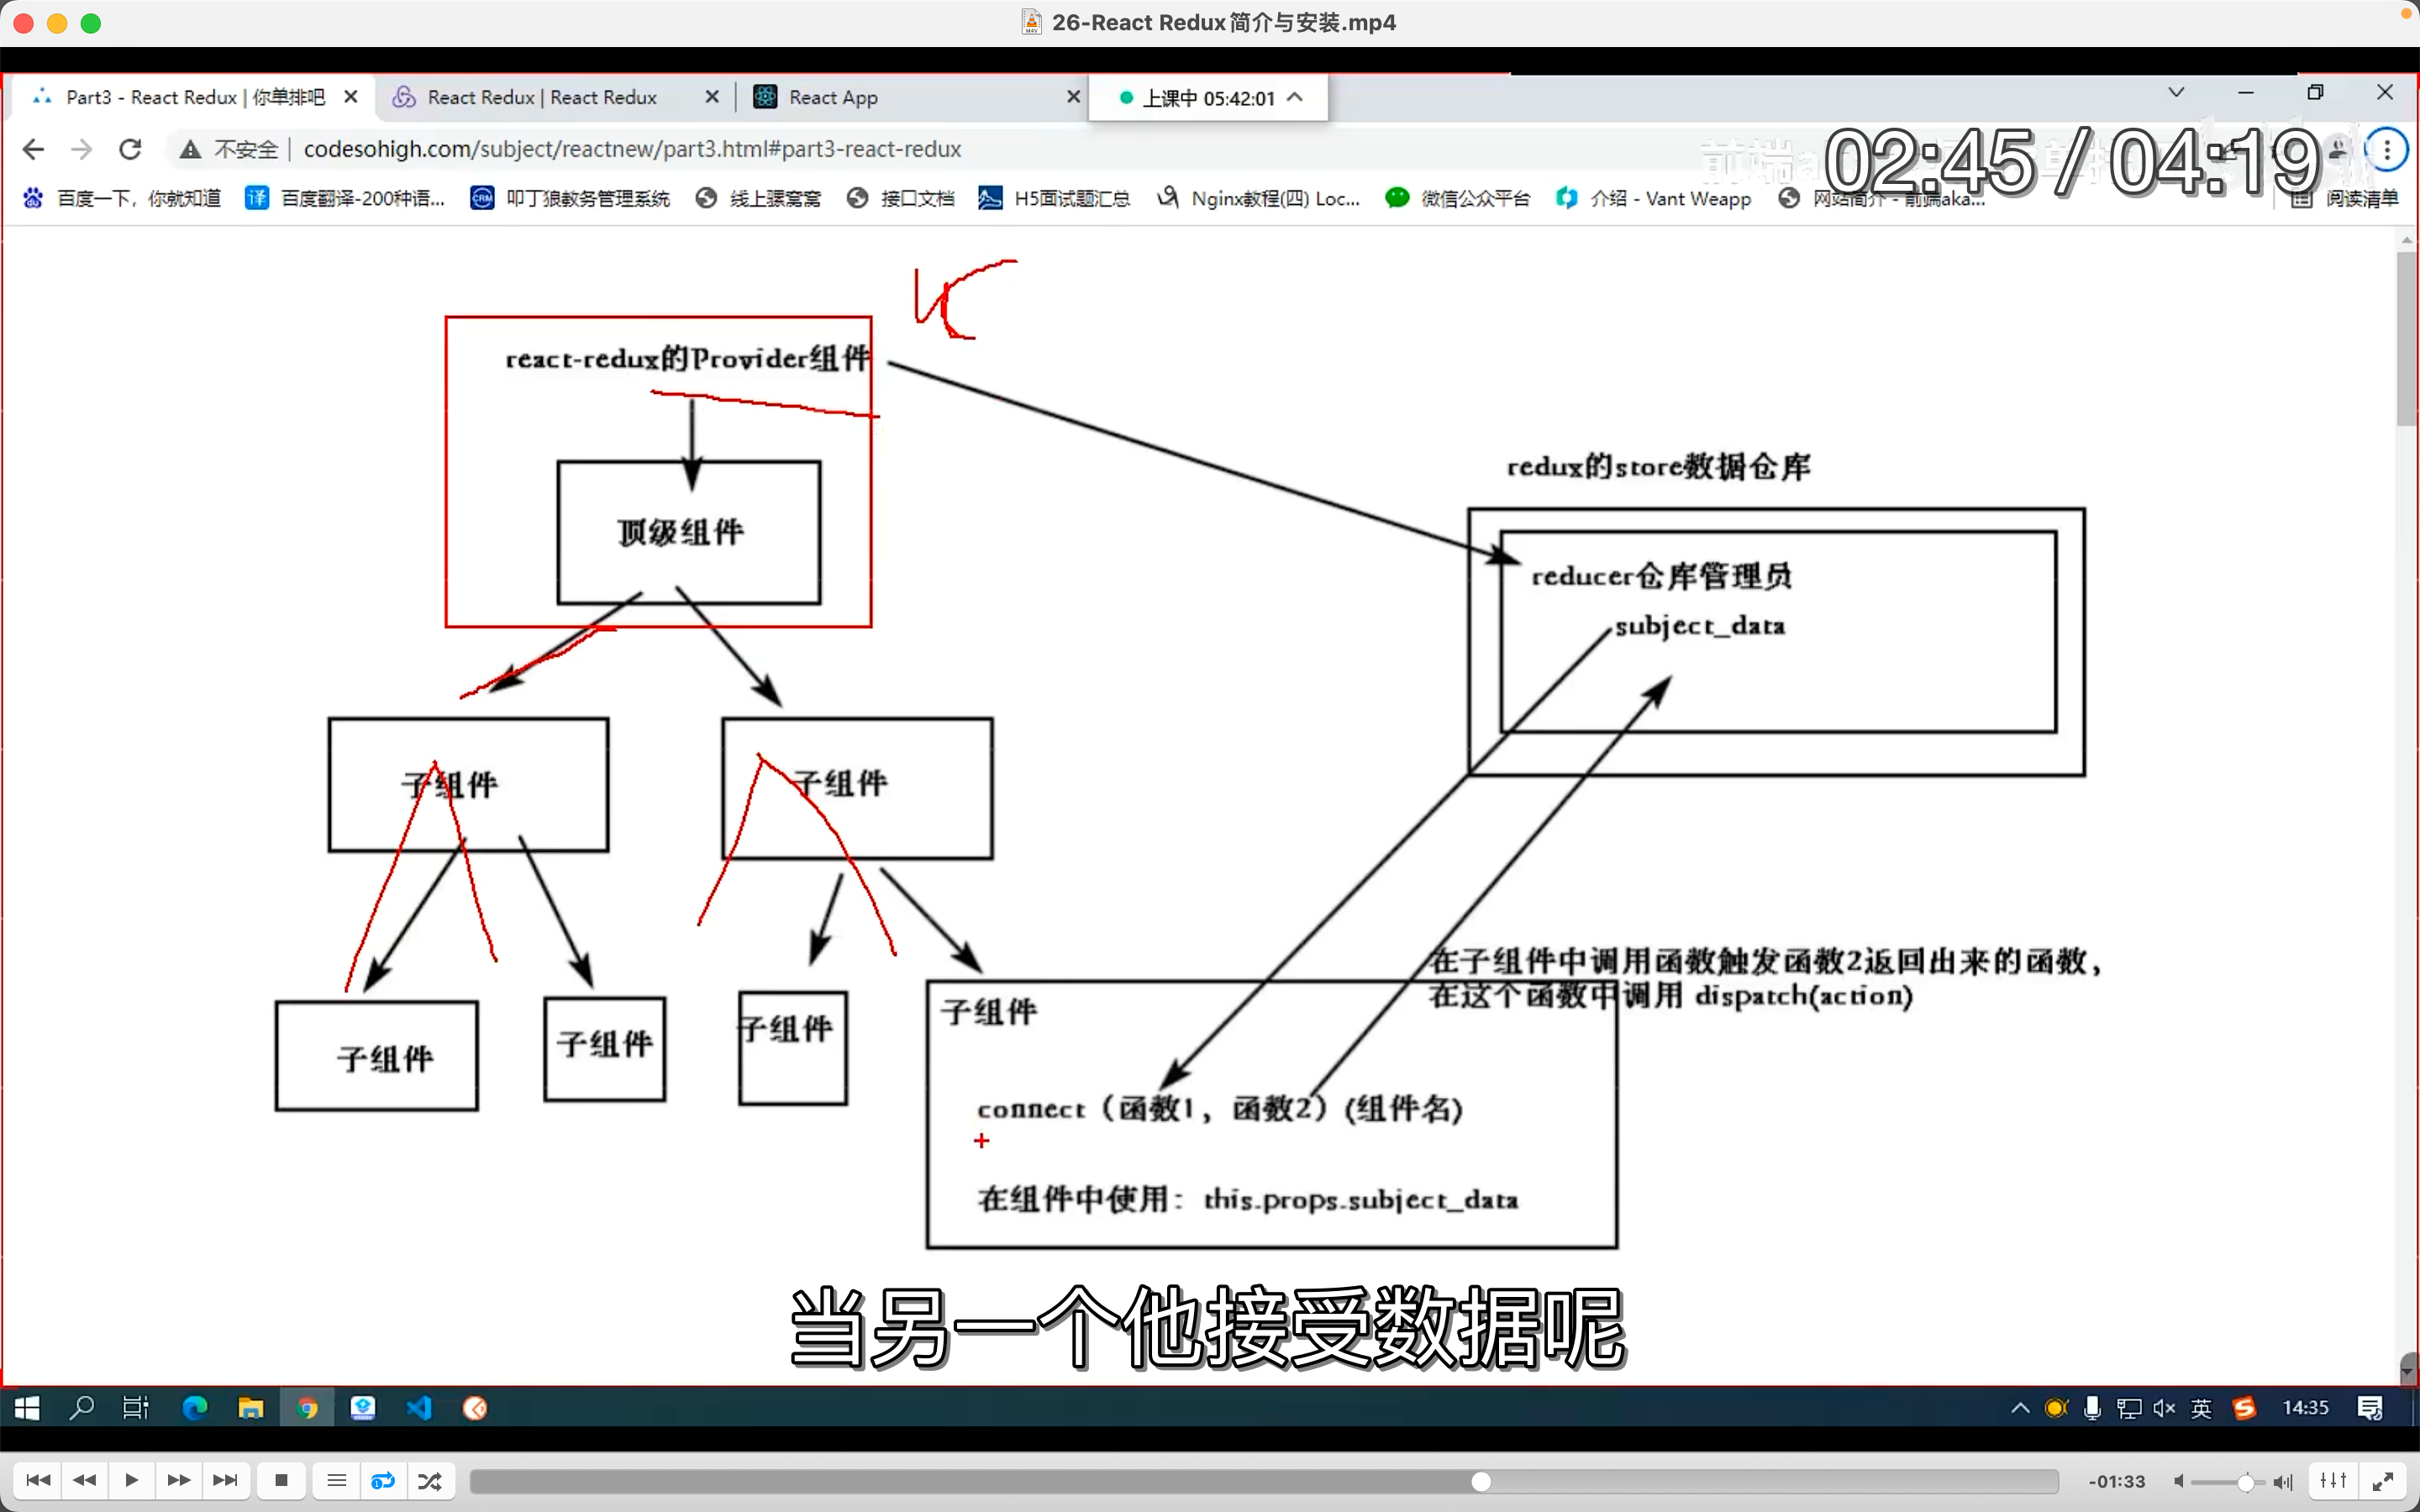 26-React Redux简介与安装.mp4
Part3 - React Redux | 你单排吧
React Redux | React Redux
React App
上课中 05:42:01
不安全
codesohigh.com/subject/reactnew/part3.html#part3-react-redux
02:45 / 04:19
百度一下，你就知道
百度翻译-200种语...
叩丁狼教务管理系统
线上骡窝窝
接口文档
H5面试题汇总
Nginx教程(四) Loc...
微信公众平台
介绍 - Vant Weapp
网站简介 - 前端aka...
阅读清单
react-redux的Provider组件
redux的store数据仓库
顶级组件
reducer仓库管理员
subject_data
子组件
子组件
在子组件中调用函数触发函数2返回出来的函数，
在这个函数中调用 dispatch(action)
子组件
子组件
子组件
子组件
connect（函数1，函数2）(组件名)
在组件中使用：this.props.subject_data
当另一个他接受数据呢
英
14:35
-01:33